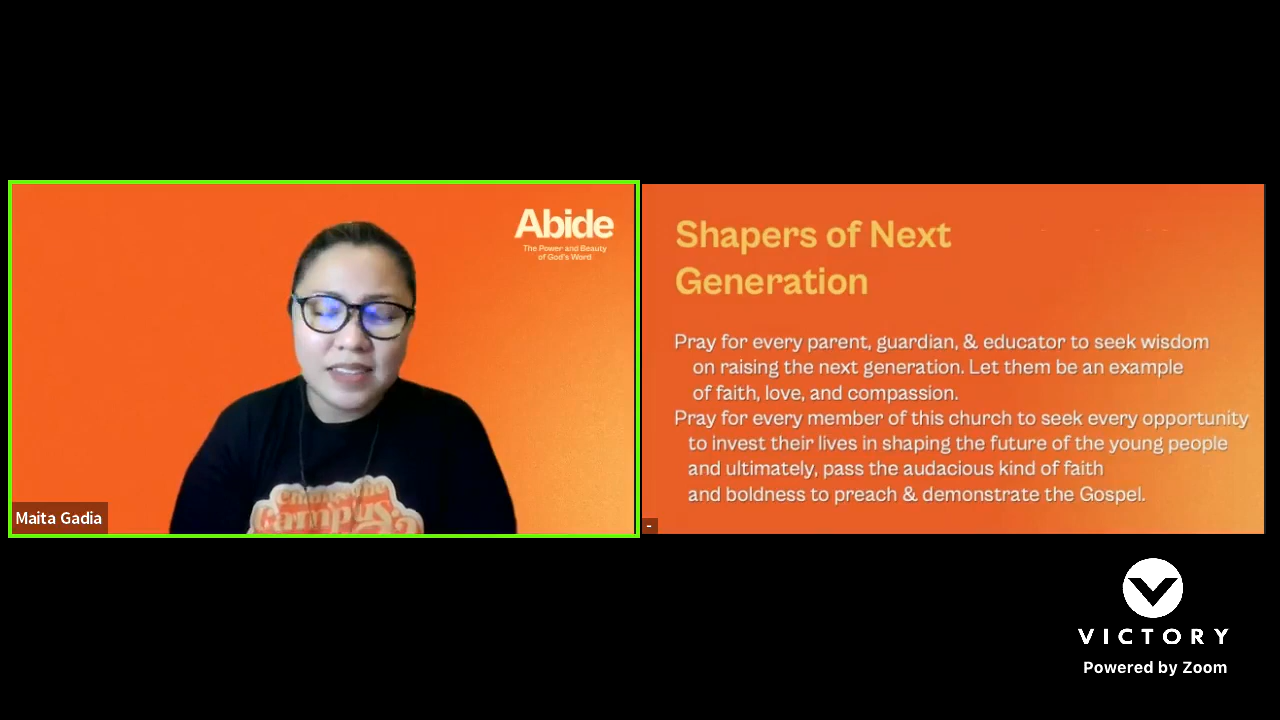 Abide
The Power and Beauty
of God's Word
Change the
Campus
Maita Gadia
Shapers of Next
Generation
Pray for every parent, guardian, & educator to seek wisdom
on raising the next generation. Let them be an example
of faith, love, and compassion.
Pray for every member of this church to seek every opportunity
to invest their lives in shaping the future of the young people
and ultimately, pass the audacious kind of faith
and boldness to preach & demonstrate the Gospel.
-
VICTORY
Powered by Zoom